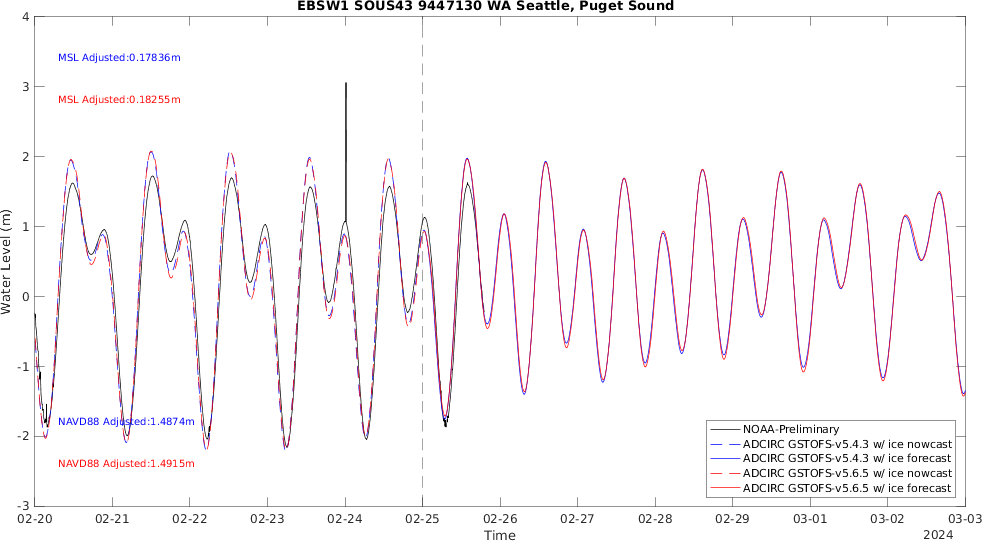 EBSW1 SOUS43 9447130 WA Seattle, Puget Sound
4
MSL Adjusted:0.17836m
3
MSL Adjusted:0.18255m
2
1
Water Level (m)
0
-1
NAVD88 Adjusted:1.4874m
-2
NAVD88 Adjusted:1.4915m
-3
NOAA-Preliminary
ADCIRC GSTOFS-v5.4.3 w/ ice nowcast
ADCIRC GSTOFS-v5.4.3 w/ ice forecast
ADCIRC GSTOFS-v5.6.5 w/ ice nowcast
ADCIRC GSTOFS-v5.6.5 w/ ice forecast
02-20 02-21 02-22 02-23 02-24 02-25 02-26 02-27 02-28 02-29 03-01 03-02 03-03
Time
2024